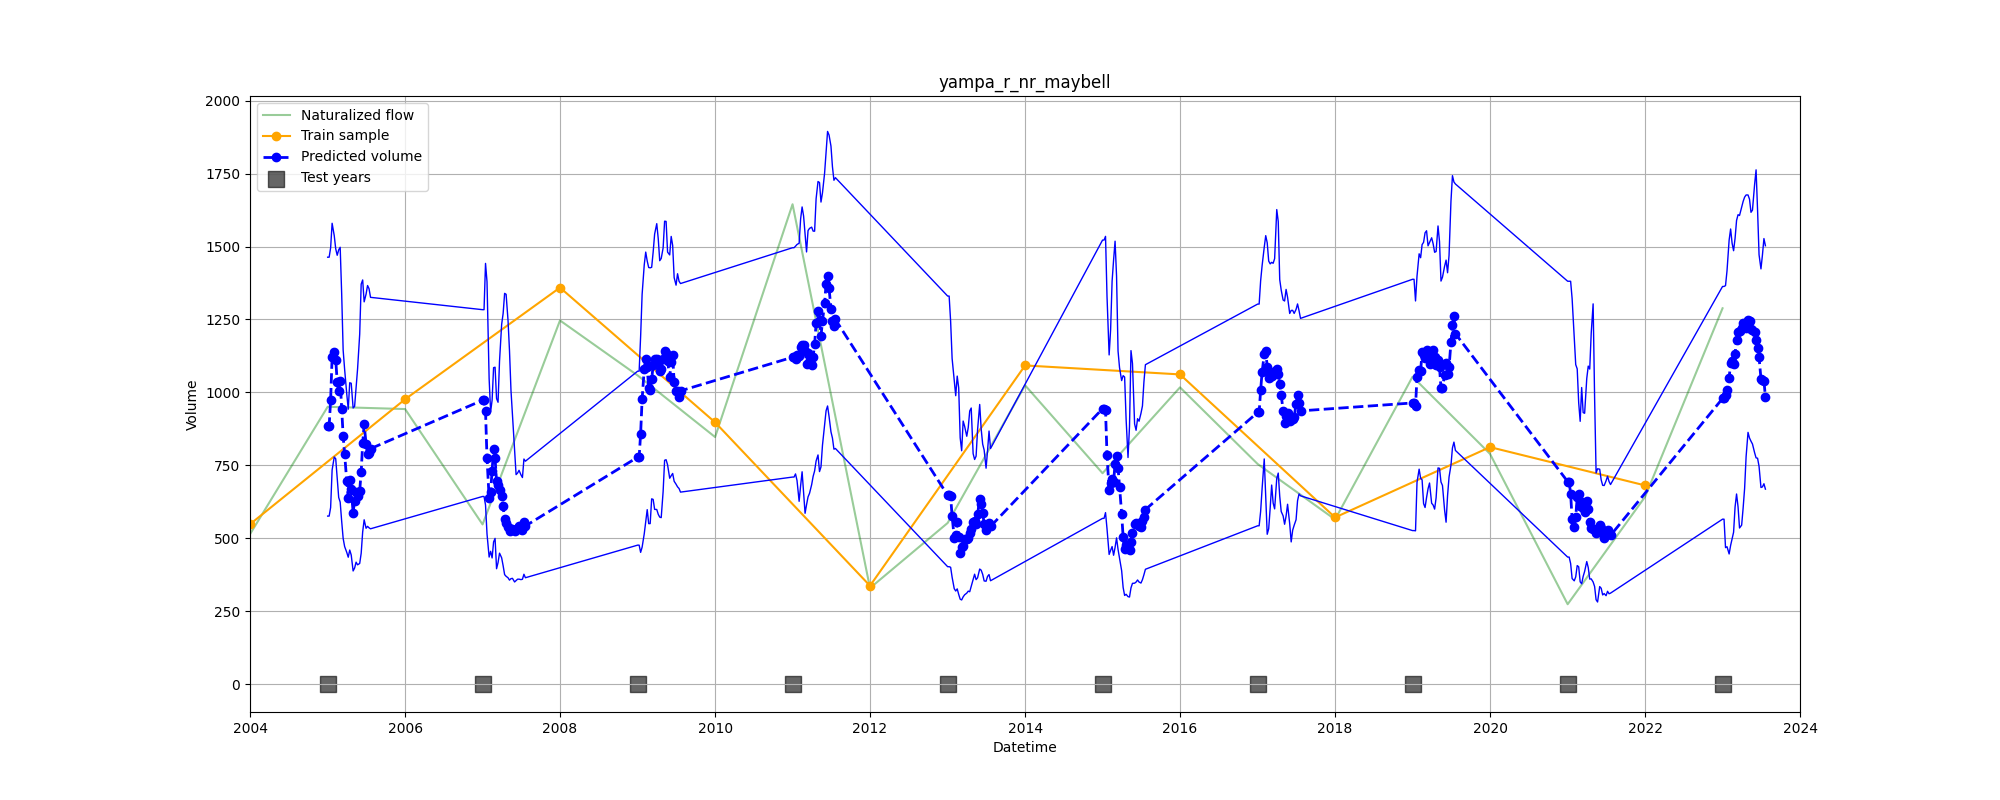 yampa_r_nr_maybell
2000
1750
1500
1250
1000
750
500
250
0
Volume
Naturalized flow
Train sample
Predicted volume
Test years
2004 2006 2008 2010 2012 2014 2016 2018 2020 2022 2024
Datetime